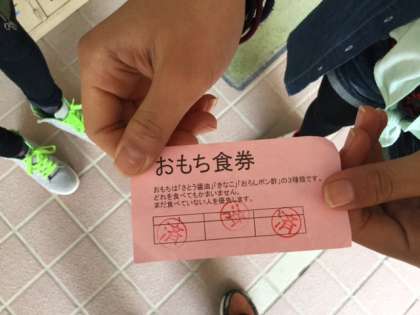 おもち食券
おもちは「さとう醤油」「きなこ」「おろしポン酢」の3種類です。
どれを食べてもかまいません。
まだ食べていない人を優先します。
済 済 済